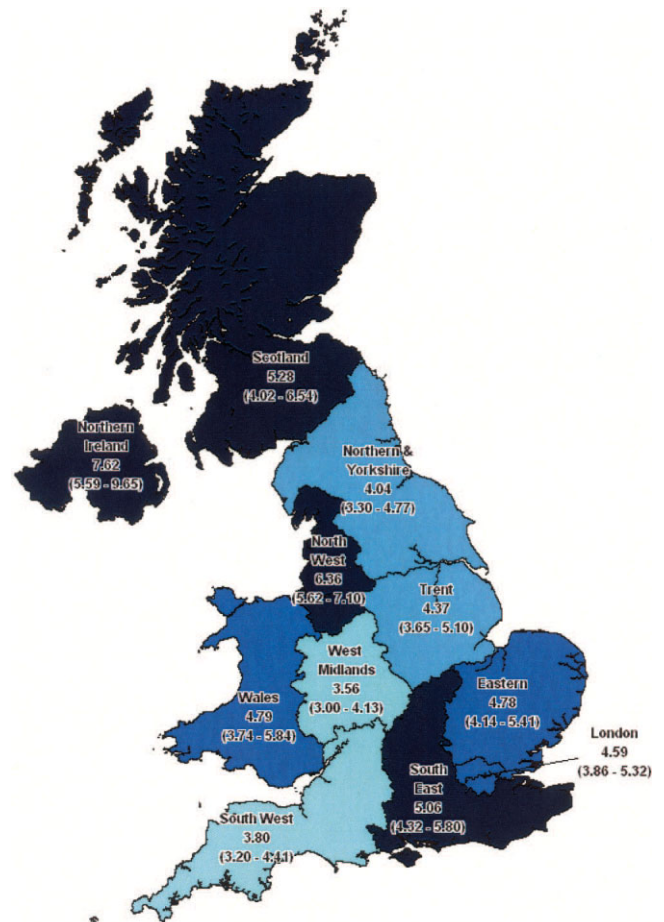 Scotland
5.28
(4.02 - 6.54)
Northern
Ireland
7.62
(5.59 - 9.65)
Northern &
Yorkshire
4.04
(3.30 - 4.77)
North
West
6.36
(5.62 - 7.10)
Trent
4.37
(3.65 - 5.10)
West
Midlands
3.56
(3.00 - 4.13)
Wales
4.79
(3.74 - 5.84)
Eastern
4.78
(4.14 - 5.41)
London
4.59
(3.86 - 5.32)
South
East
5.06
(4.32 - 5.80)
South West
3.80
(3.20 - 4.41)